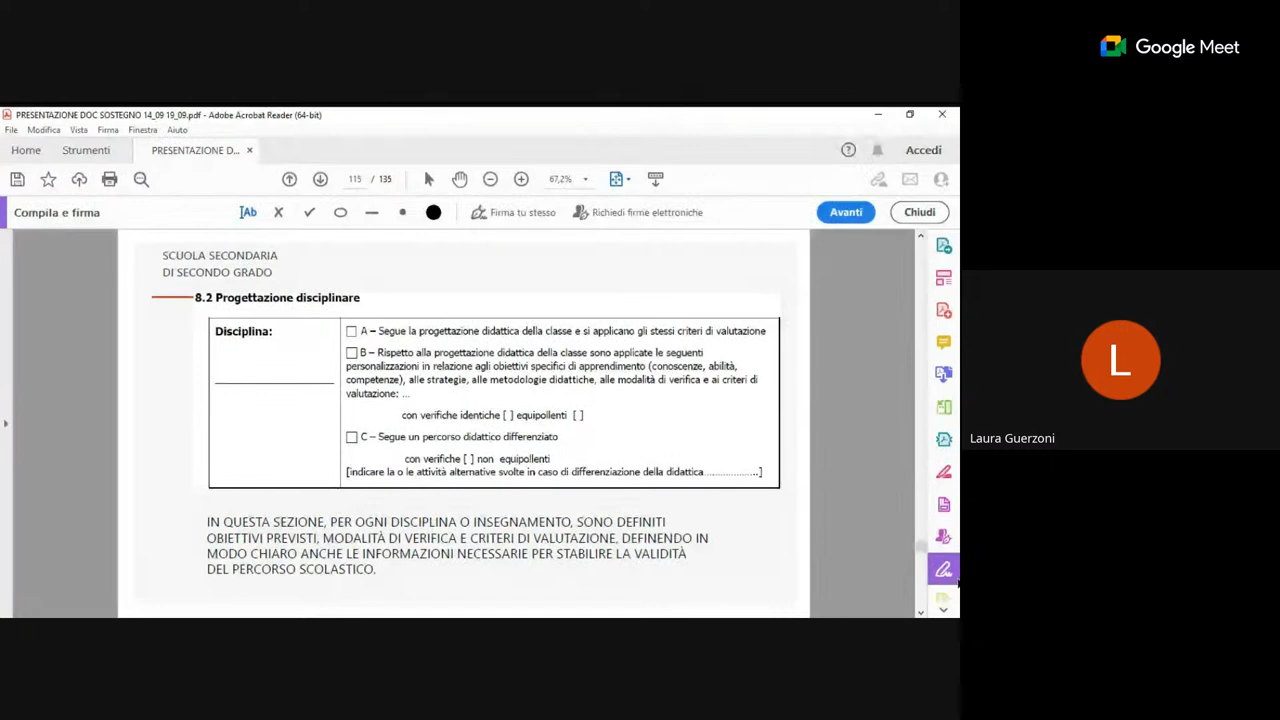 Google Meet
PRESENTAZIONE DOC SOSTEGNO 14_09 19_09.pdf - Adobe Acrobat Reader (64-bit)
File Modifica Vista Firma Finestra Aiuto
Home Strumenti PRESENTAZIONE D... × Accedi
115 / 135 67,2%
Compila e firma Ab Firma tu stesso Richiedi firme elettroniche Avanti Chiudi
SCUOLA SECONDARIA
DI SECONDO GRADO
8.2 Progettazione disciplinare
Disciplina:
A – Segue la progettazione didattica della classe e si applicano gli stessi criteri di valutazione
B – Rispetto alla progettazione didattica della classe sono applicate le seguenti
personalizzazioni in relazione agli obiettivi specifici di apprendimento (conoscenze, abilità,
competenze), alle strategie, alle metodologie didattiche, alle modalità di verifica e ai criteri di
valutazione: ...
con verifiche identiche [ ] equipollenti [ ]
C – Segue un percorso didattico differenziato
con verifiche [ ] non equipollenti
[indicare la o le attività alternative svolte in caso di differenziazione della didattica...................]
IN QUESTA SEZIONE, PER OGNI DISCIPLINA O INSEGNAMENTO, SONO DEFINITI
OBIETTIVI PREVISTI, MODALITÀ DI VERIFICA E CRITERI DI VALUTAZIONE, DEFINENDO IN
MODO CHIARO ANCHE LE INFORMAZIONI NECESSARIE PER STABILIRE LA VALIDITÀ
DEL PERCORSO SCOLASTICO.
L
Laura Guerzoni